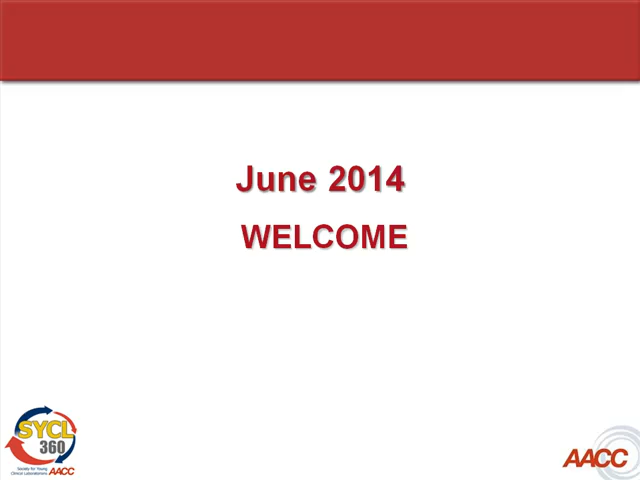 June 2014
WELCOME
SYCL
360
Society for Young
Clinical Laboratorians AACC
AACC